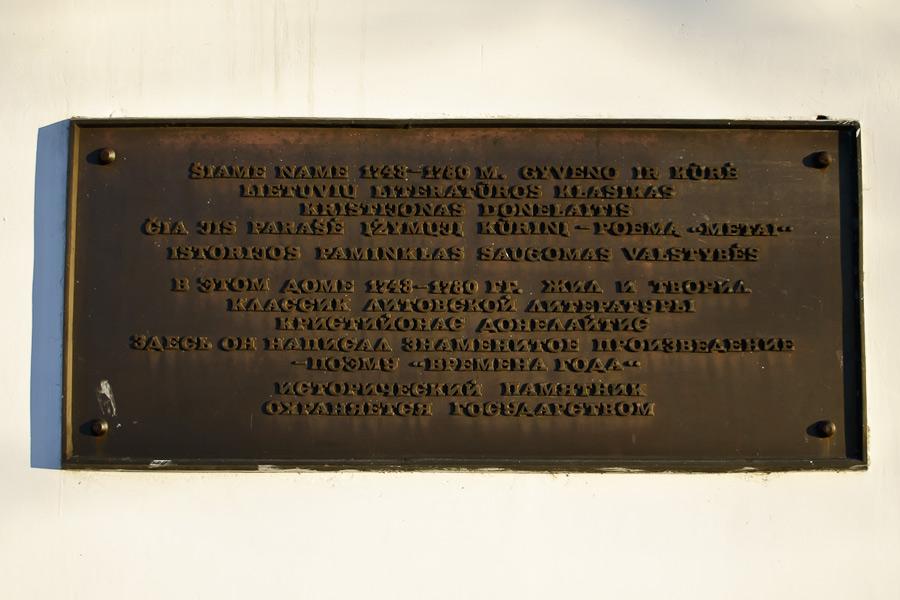 ŠIAME NAME 1743–1780 M. GYVENO IR KŪRĖ
LIETUVIŲ LITERATŪROS KLASIKAS
KRISTIJONAS DONELAITIS
ČIA JIS PARAŠĖ ĮŽYMŲJĮ KŪRINĮ – POEMĄ „METAI“
ISTORIJOS PAMINKLAS SAUGOMAS VALSTYBĖS
В ЭТОМ ДОМЕ 1743–1780 ГГ. ЖИЛ И ТВОРИЛ
КЛАССИК ЛИТОВСКОЙ ЛИТЕРАТУРЫ
КРИСТИЙОНАС ДОНЕЛАЙТИС
ЗДЕСЬ ОН НАПИСАЛ ЗНАМЕНИТОЕ ПРОИЗВЕДЕНИЕ
–ПОЭМУ „ВРЕМЕНА ГОДА“
ИСТОРИЧЕСКИЙ ПАМЯТНИК
ОХРАНЯЕТСЯ ГОСУДАРСТВОМ